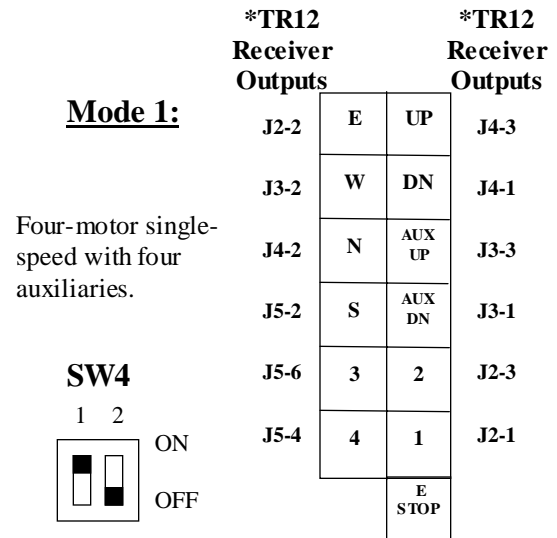 *TR12 Receiver Outputs
*TR12 Receiver Outputs
Mode 1:
J2-2 E UP J4-3
J3-2 W DN J4-1
Four-motor single-
speed with four
auxiliaries.
J4-2 N AUX UP J3-3
J5-2 S AUX DN J3-1
J5-6 3 2 J2-3
J5-4 4 1 J2-1
E STOP
SW4
1 2
ON
OFF